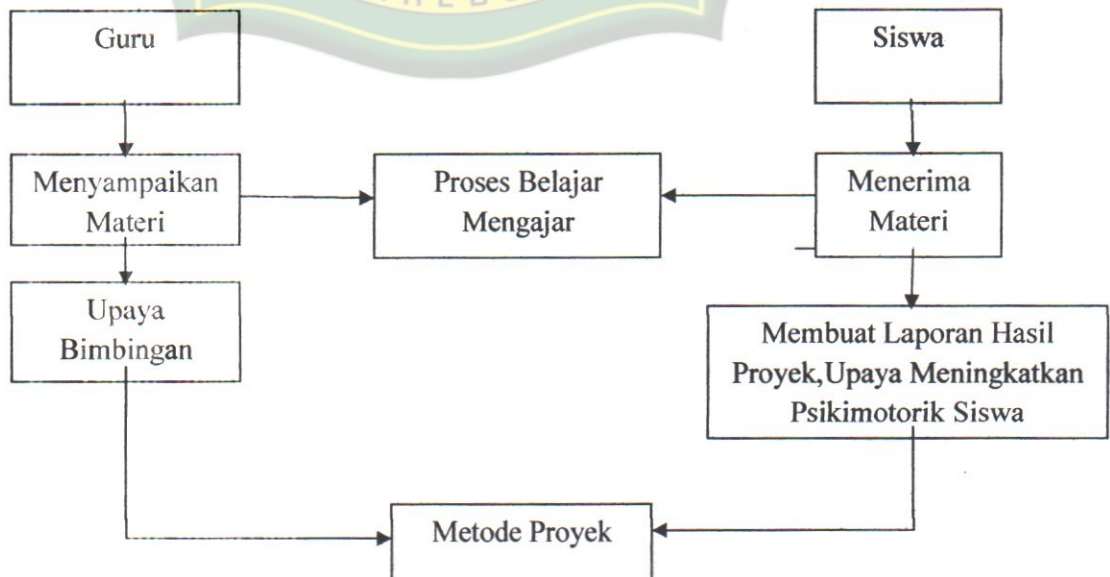 Guru
Siswa
Menyampaikan
Materi
Proses Belajar
Mengajar
Menerima
Materi
Upaya
Bimbingan
Membuat Laporan Hasil
Proyek,Upaya Meningkatkan
Psikimotorik Siswa
Metode Proyek